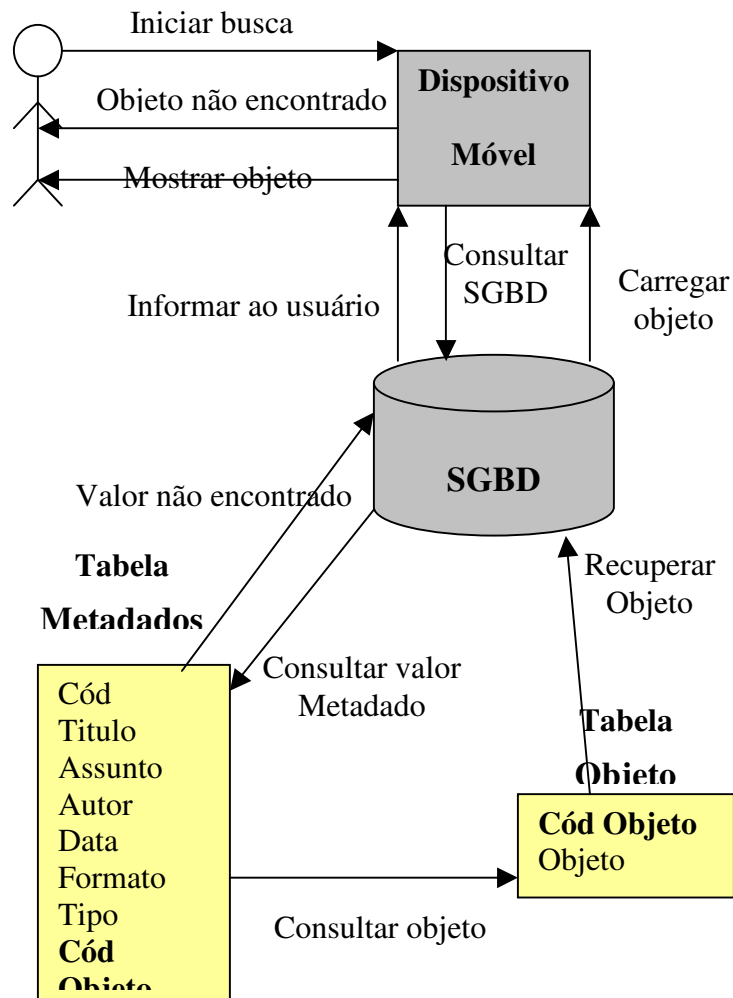 Iniciar busca
Dispositivo
Móvel
Objeto não encontrado
Mostrar objeto
Consultar
SGBD
Carregar
objeto
Informar ao usuário
SGBD
Valor não encontrado
Tabela
Metadados
Recuperar
Objeto
Consultar valor
Metadado
Tabela
Objeto
Cód
Titulo
Assunto
Autor
Data
Formato
Tipo
Cód
Objeto
Cód Objeto
Objeto
Consultar objeto